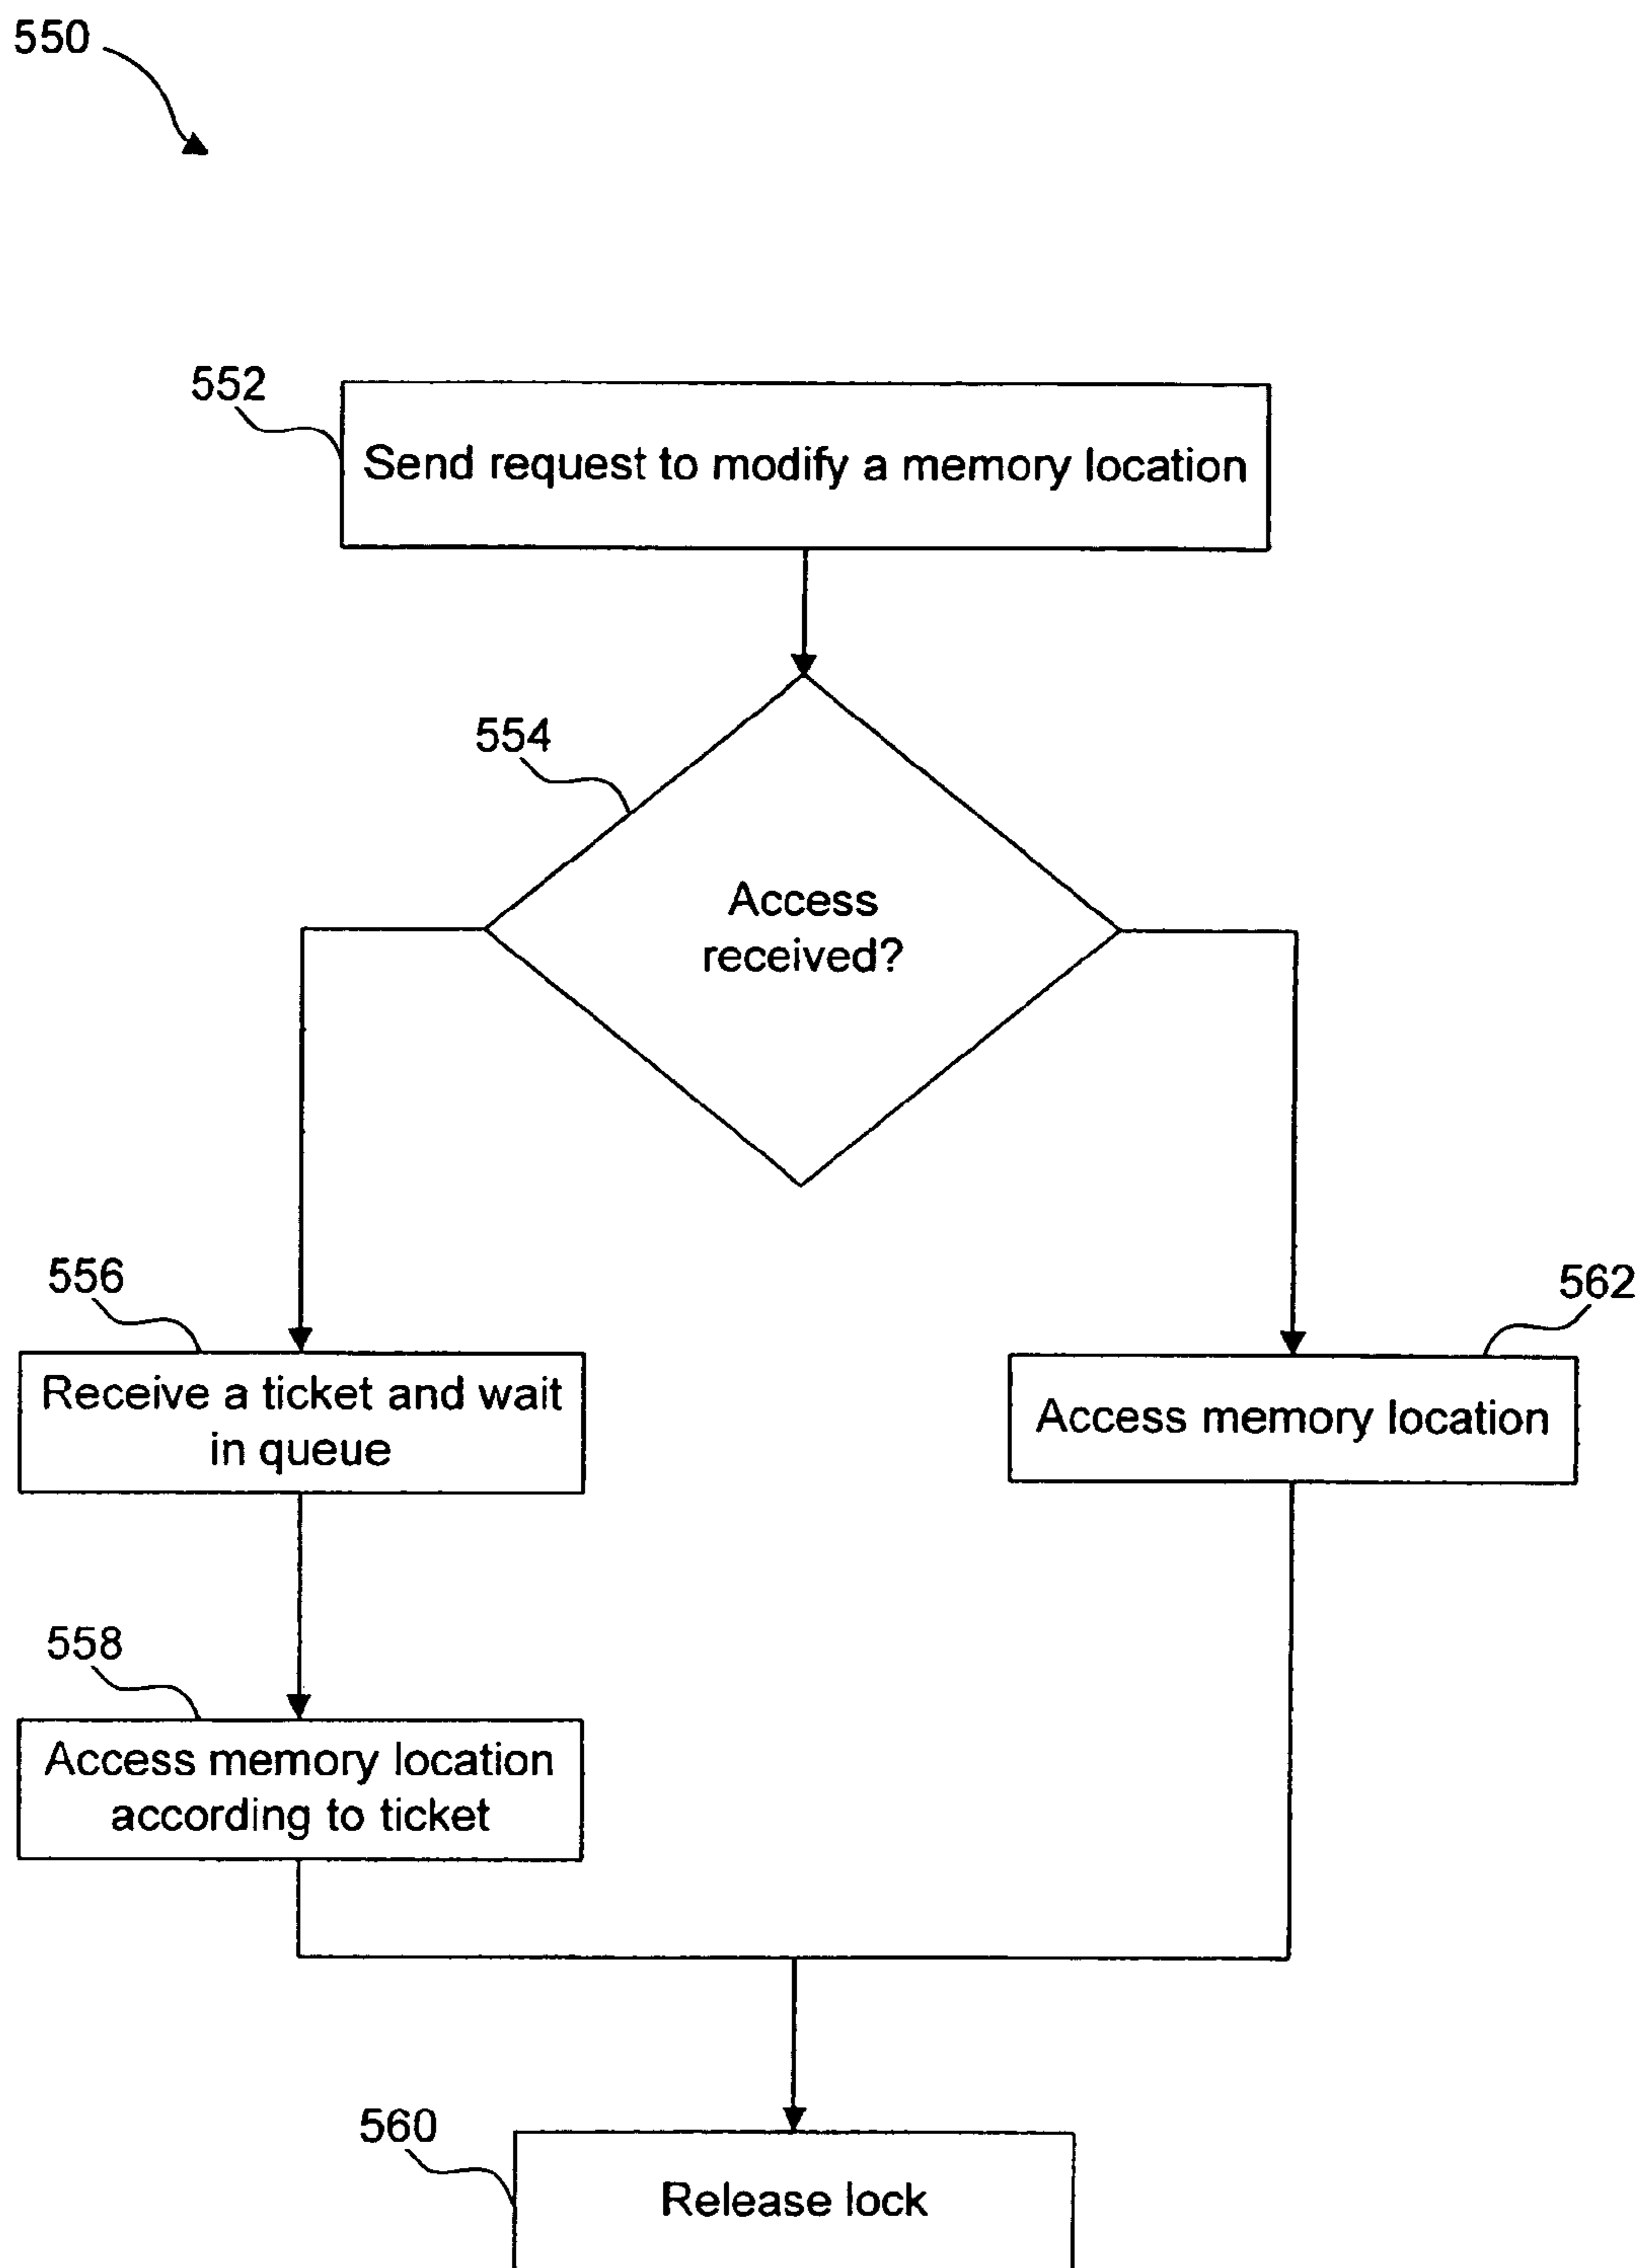 550
552
Send request to modify a memory location
554
Access
received?
556
Receive a ticket and wait
in queue
562
Access memory location
558
Access memory location
according to ticket
560
Release lock